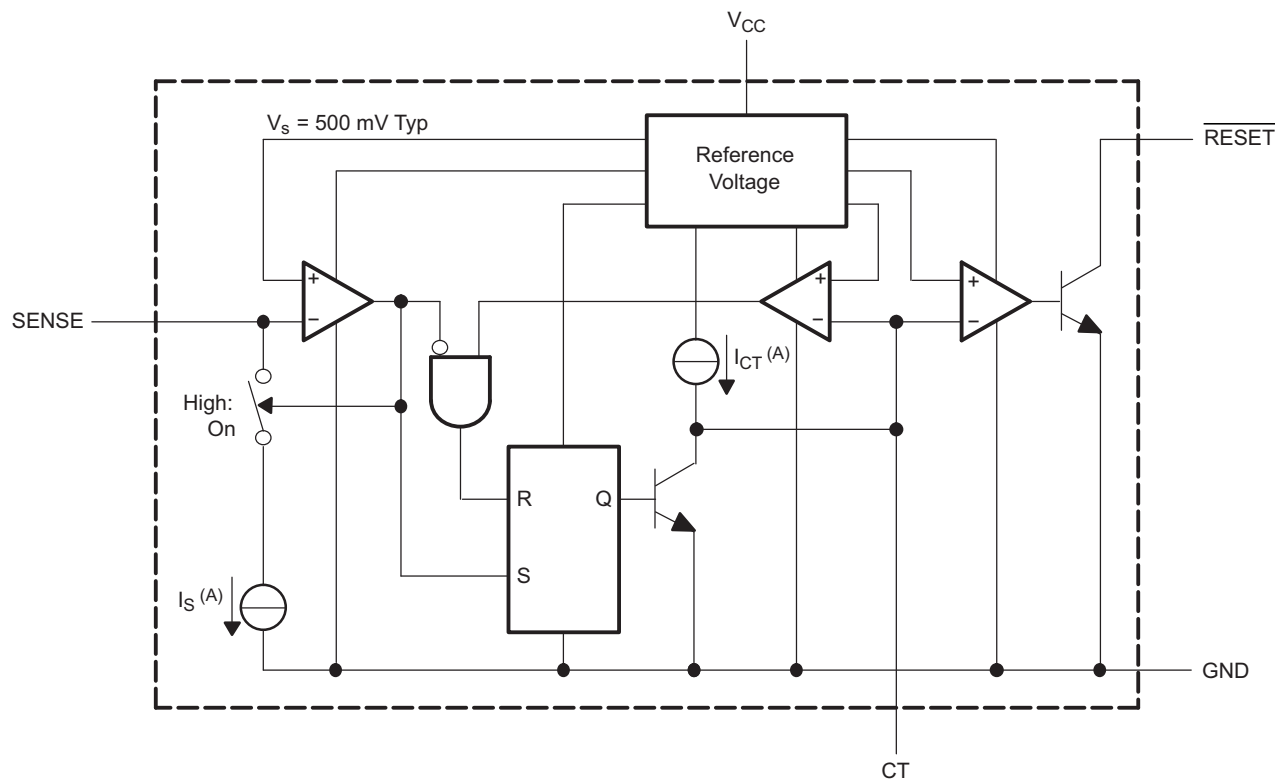 VCC
Vs = 500 mV Typ
Reference
Voltage
RESET
+
−
+
−
+
−
SENSE
ICT (A)
High:
On
R
Q
S
IS (A)
GND
CT